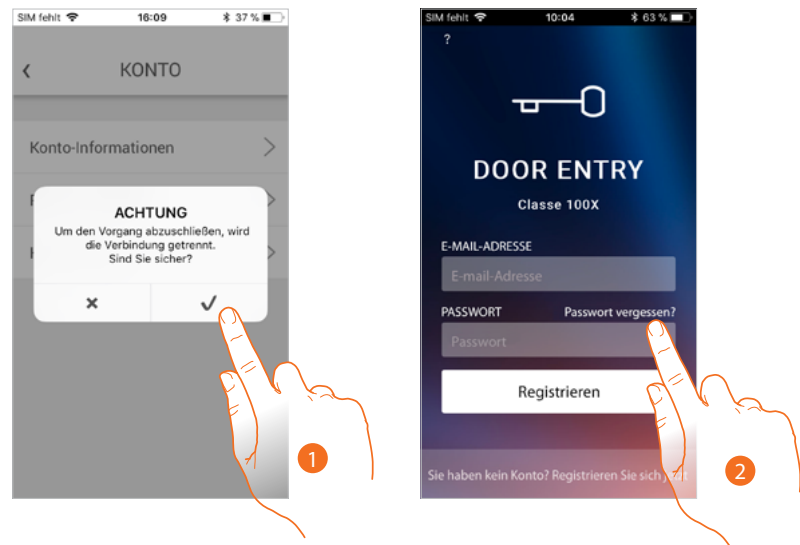 SIM fehlt 16:09 37 %
KONTO
Konto-Informationen
ACHTUNG
Um den Vorgang abzuschließen, wird
die Verbindung getrennt.
Sind Sie sicher?
1
SIM fehlt 10:04 63 %
?
DOOR ENTRY
Classe 100X
E-MAIL-ADRESSE
E-mail-Adresse
PASSWORT Passwort vergessen?
Passwort
Registrieren
Sie haben kein Konto? Registrieren Sie sich
2